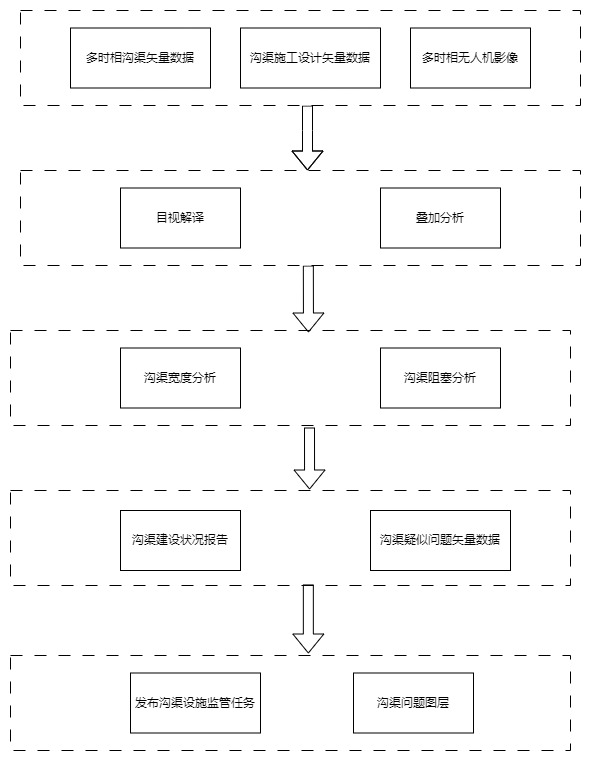 多时相沟渠矢量数据
沟渠施工设计矢量数据
多时相无人机影像
目视解译
叠加分析
沟渠宽度分析
沟渠阻塞分析
沟渠建设状况报告
沟渠疑似问题矢量数据
发布沟渠设施监管任务
沟渠问题图层